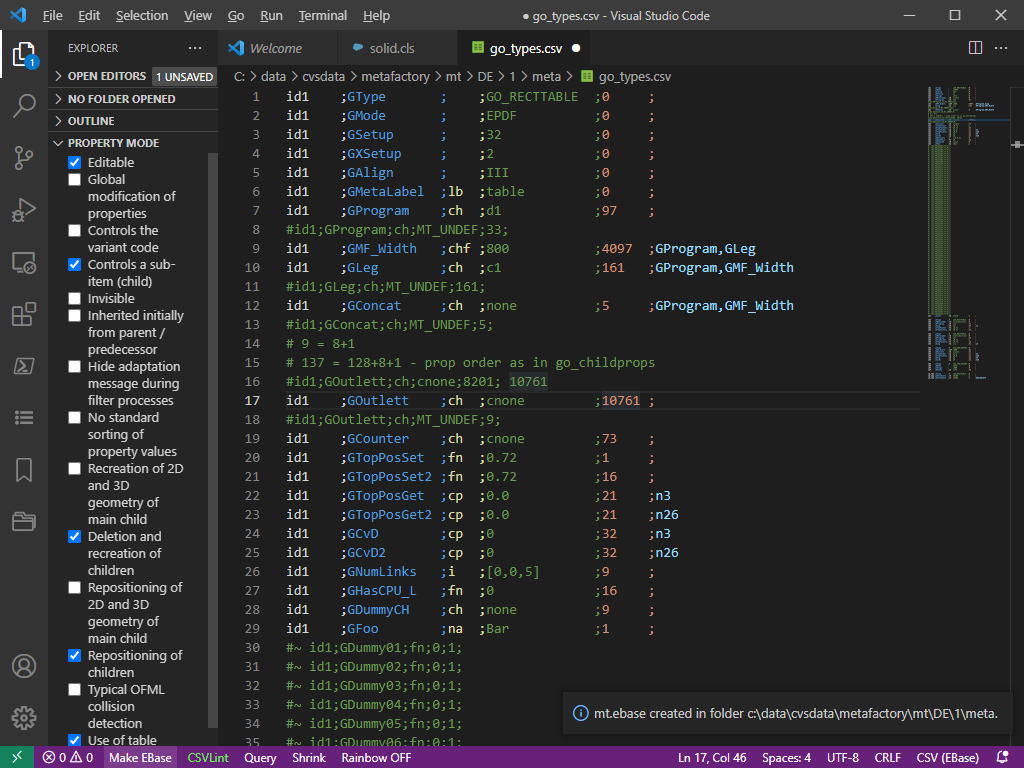 File Edit Selection View Go Run Terminal Help ● go_types.csv - Visual Studio Code
EXPLORER ··· Welcome solid.cls go_types.csv ●
OPEN EDITORS 1 UNSAVED
NO FOLDER OPENED
OUTLINE
PROPERTY MODE
Editable
Global
modification of
properties
Controls the
variant code
Controls a sub-
item (child)
Invisible
Inherited initially
from parent /
predecessor
Hide adaptation
message during
filter processes
No standard
sorting of
property values
Recreation of 2D
and 3D
geometry of
main child
Deletion and
recreation of
children
Repositioning of
2D and 3D
geometry of
main child
Repositioning of
children
Typical OFML
collision
detection
Use of table
1
C: > data > cvsdata > metafactory > mt > DE > 1 > meta > go_types.csv
1 id1 ;GType ; ;GO_RECTTABLE ;0 ;
2 id1 ;GMode ; ;EPDF ;0 ;
3 id1 ;GSetup ; ;32 ;0 ;
4 id1 ;GXSetup ; ;2 ;0 ;
5 id1 ;GAlign ; ;III ;0 ;
6 id1 ;GMetaLabel ;lb ;table ;0 ;
7 id1 ;GProgram ;ch ;d1 ;97 ;
8 #id1;GProgram;ch;MT_UNDEF;33;
9 id1 ;GMF_Width ;chf ;800 ;4097 ;GProgram,GLeg
10 id1 ;GLeg ;ch ;c1 ;161 ;GProgram,GMF_Width
11 #id1;GLeg;ch;MT_UNDEF;161;
12 id1 ;GConcat ;ch ;none ;5 ;GProgram,GMF_Width
13 #id1;GConcat;ch;MT_UNDEF;5;
14 # 9 = 8+1
15 # 137 = 128+8+1 - prop order as in go_childprops
16 #id1;GOutlett;ch;cnone;8201; 10761
17 id1 ;GOutlett ;ch ;cnone ;10761 ;
18 #id1;GOutlett;ch;MT_UNDEF;9;
19 id1 ;GCounter ;ch ;cnone ;73 ;
20 id1 ;GTopPosSet ;fn ;0.72 ;1 ;
21 id1 ;GTopPosSet2 ;fn ;0.72 ;16 ;
22 id1 ;GTopPosGet ;cp ;0.0 ;21 ;n3
23 id1 ;GTopPosGet2 ;cp ;0.0 ;21 ;n26
24 id1 ;GCvD ;cp ;0 ;32 ;n3
25 id1 ;GCvD2 ;cp ;0 ;32 ;n26
26 id1 ;GNumLinks ;i ;[0,0,5] ;9 ;
27 id1 ;GHasCPU_L ;fn ;0 ;16 ;
28 id1 ;GDummyCH ;ch ;none ;9 ;
29 id1 ;GFoo ;na ;Bar ;1 ;
30 #~ id1;GDummy01;fn;0;1;
31 #~ id1;GDummy02;fn;0;1;
32 #~ id1;GDummy03;fn;0;1;
33 #~ id1;GDummy04;fn;0;1;
34 #~ id1;GDummy05;fn;0;1;
35 #~ id1;GDummy06;fn;0;1;
mt.ebase created in folder c:\data\cvsdata\metafactory\mt\DE\1\meta.
0 0 Make EBase CSVLint Query Shrink Rainbow OFF Ln 17, Col 46 Spaces: 4 UTF-8 CRLF CSV (EBase)